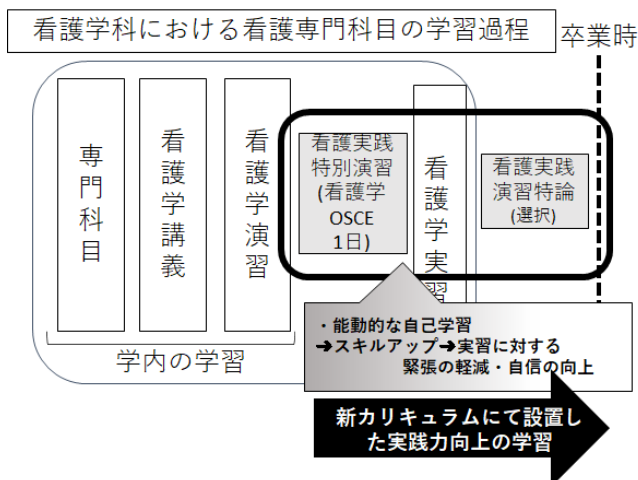 看護学科における看護専門科目の学習過程
卒業時
専門科目
看護学講義
看護学演習
看護実践
特別演習
(看護学
OSCE
1日)
看護学実習
看護実践
演習特論
(選択)
学内の学習
・能動的な自己学習
➔スキルアップ➔実習に対する
緊張の軽減・自信の向上
新カリキュラムにて設置し
た実践力向上の学習